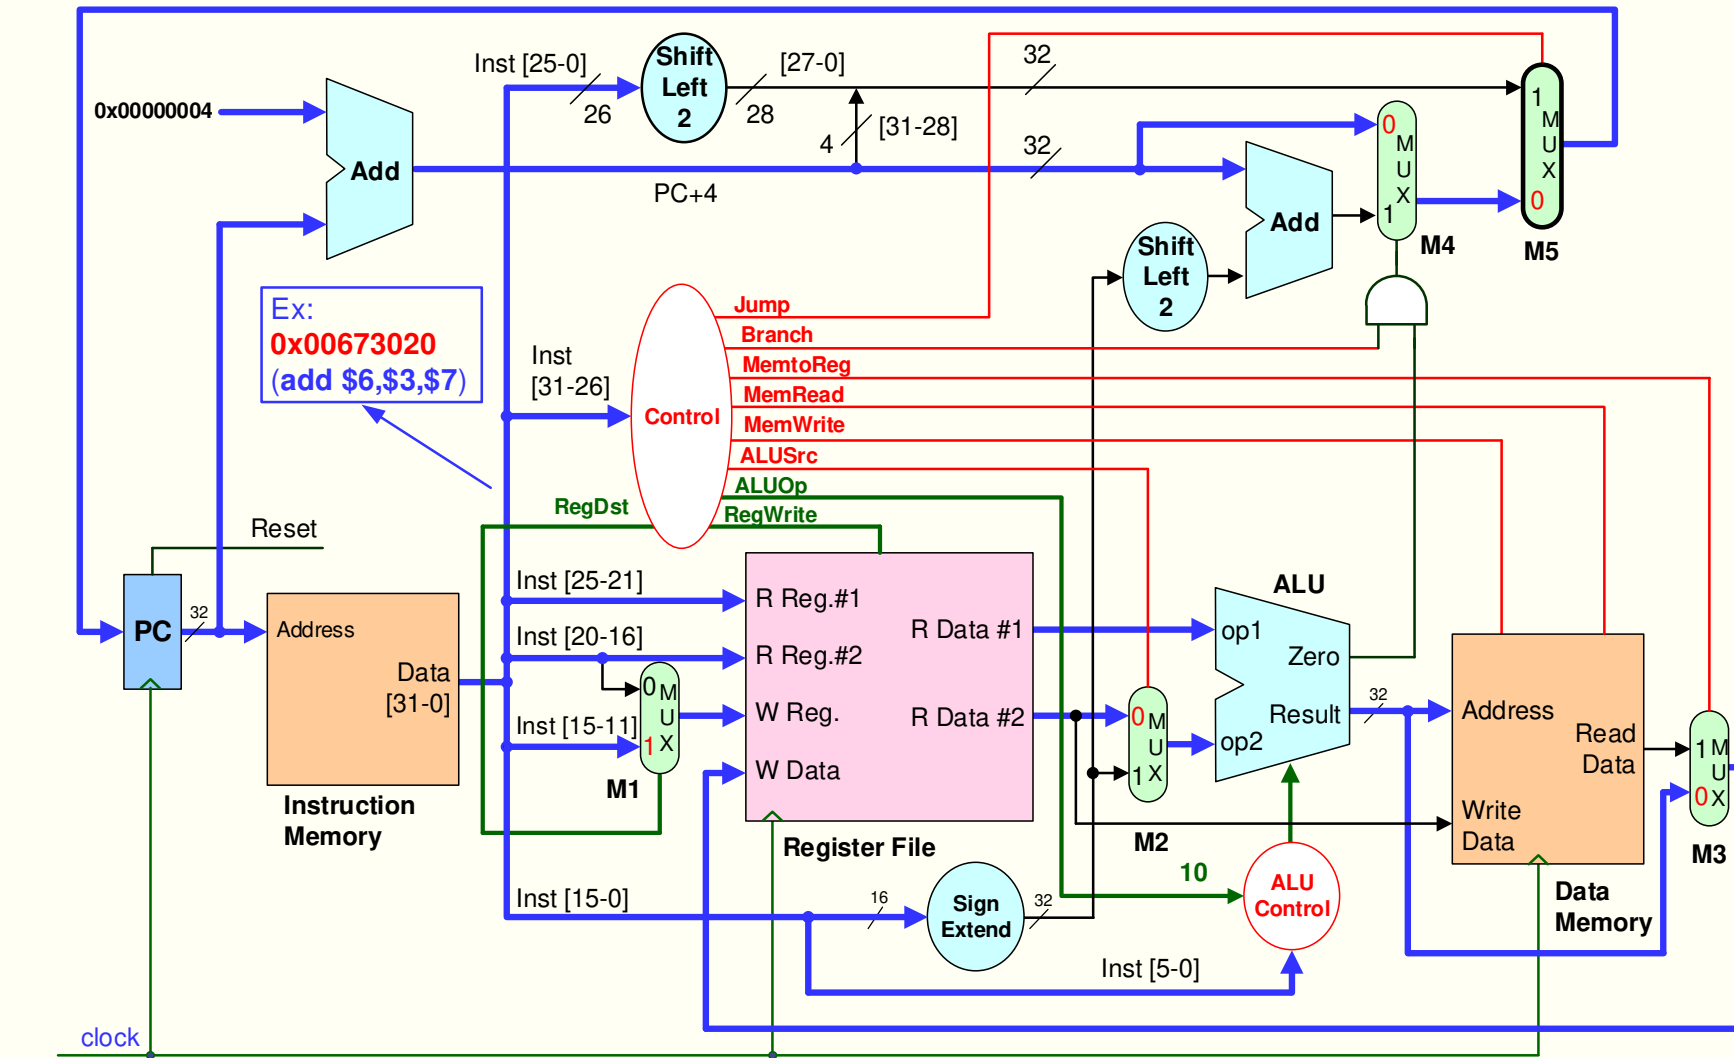 Inst [25-0]
26
Shift
Left
2
28
[27-0]
4
[31-28]
32
1
M
U
X
0
M5
0x00000004
Add
PC+4
32
0
M
U
X
1
M4
Add
Shift
Left
2
Ex:
0x00673020
(add $6,$3,$7)
Inst
[31-26]
Control
Jump
Branch
MemtoReg
MemRead
MemWrite
ALUSrc
ALUOp
RegWrite
RegDst
Reset
PC
32
Address
Data
[31-0]
Instruction
Memory
Inst [25-21]
Inst [20-16]
Inst [15-11]
0
M
U
1
X
M1
R Reg.#1
R Reg.#2
W Reg.
W Data
R Data #1
R Data #2
Register File
0
M
U
1
X
M2
ALU
op1
Zero
Result
op2
32
Address
Read
Data
Write
Data
Data
Memory
1
M
U
0
X
M3
Inst [15-0]
16
Sign
Extend
32
10
ALU
Control
Inst [5-0]
clock